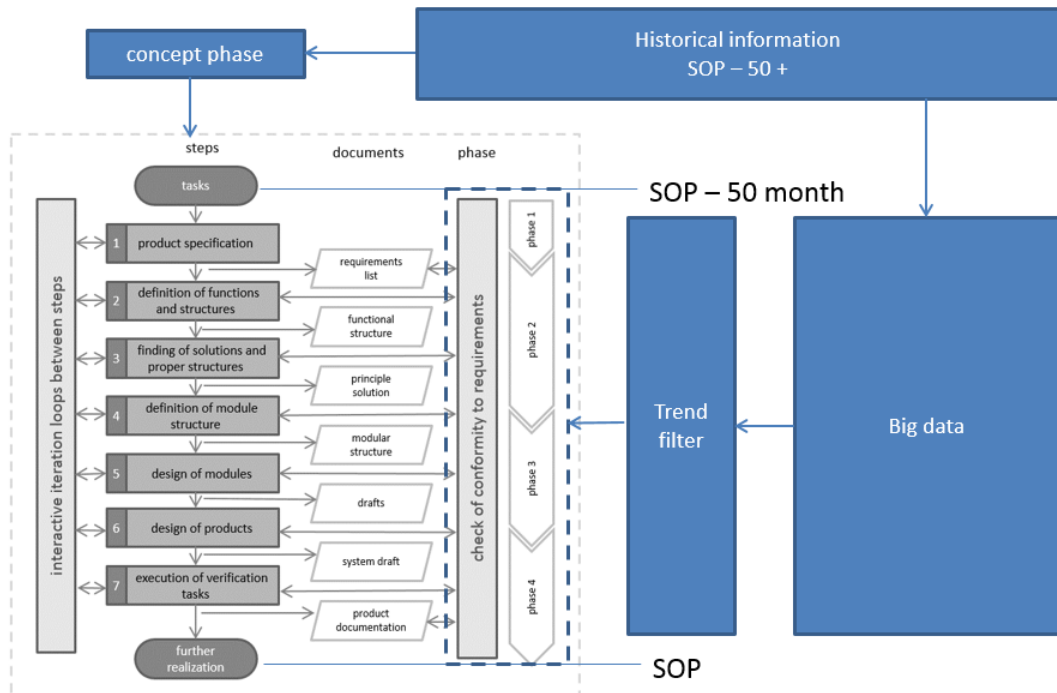 concept phase
Historical information
SOP – 50 +
steps
documents
phase
tasks
SOP – 50 month
interactive iteration loops between steps
1
product specification
requirements
list
2
definition of functions
and structures
functional
structure
3
finding of solutions and
proper structures
principle
solution
4
definition of module
structure
modular
structure
5
design of modules
drafts
6
design of products
system draft
7
execution of verification
tasks
product
documentation
further
realization
check of conformity to requirements
phase 1
phase 2
phase 3
phase 4
Trend
filter
Big data
SOP